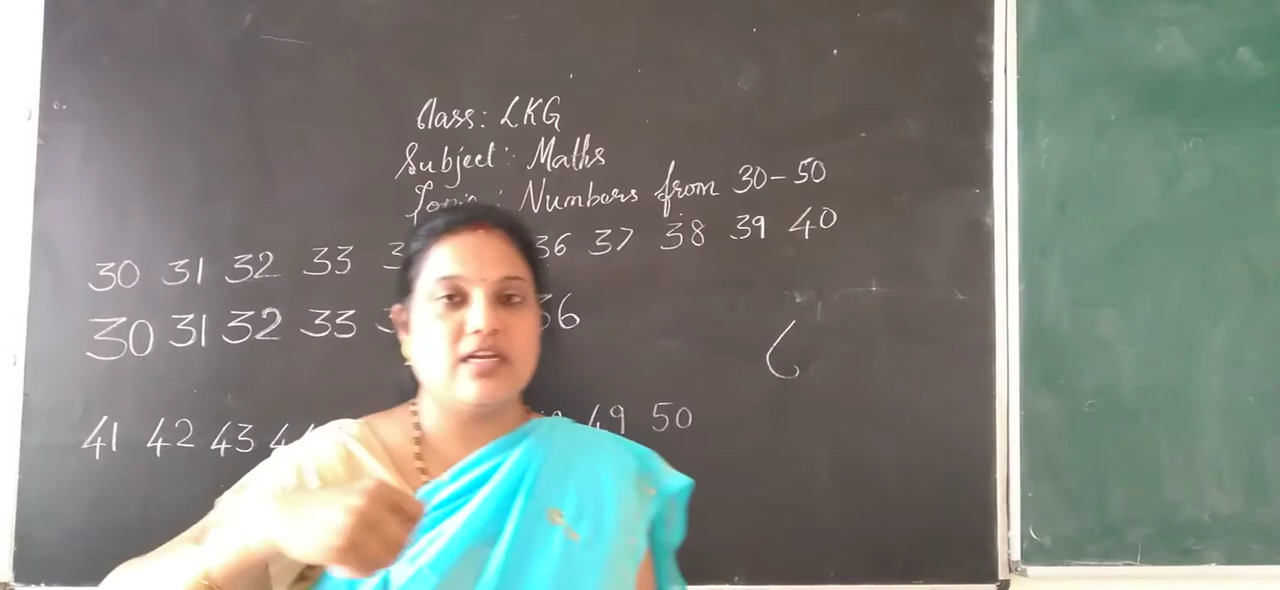 Class: LKG
Subject: Maths
Topic: Numbers from 30-50
30 31 32 33 36 37 38 39 40
30 31 32 33 36
41 42 43 49 50